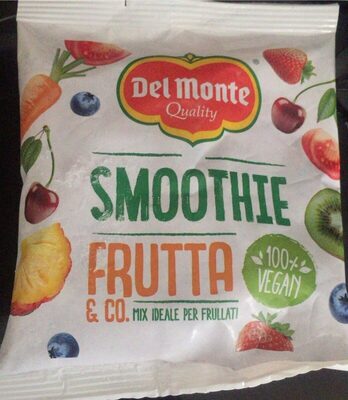 Del Monte
Quality
SMOOTHIE
FRUTTA
& CO. MIX IDEALE PER FRULLATI
100%
VEGAN